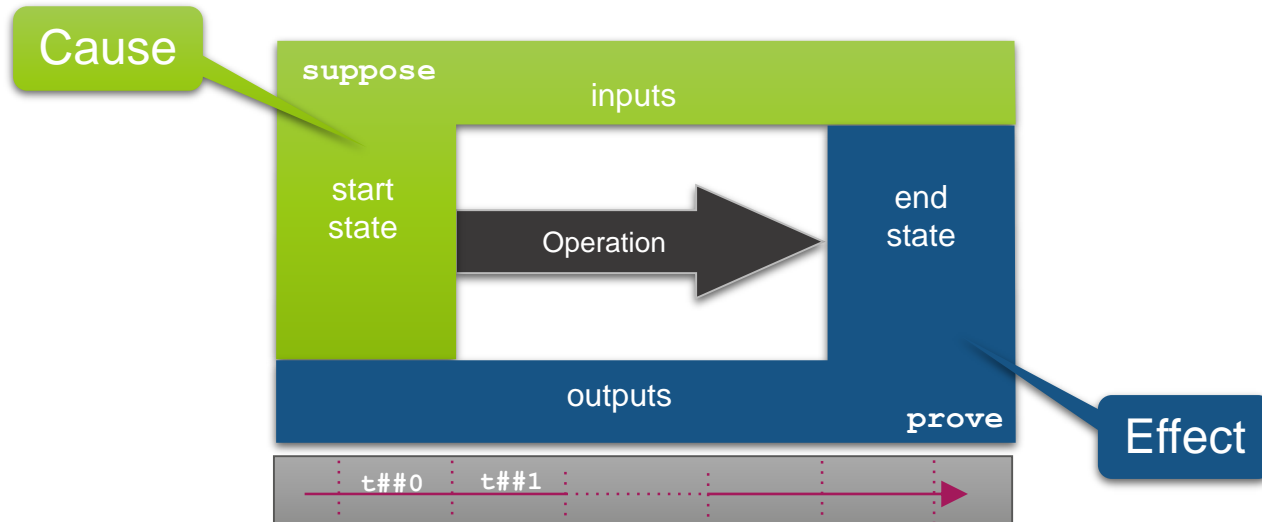 Cause
suppose
inputs
start
state
Operation
end
state
outputs
prove
Effect
t##0
t##1